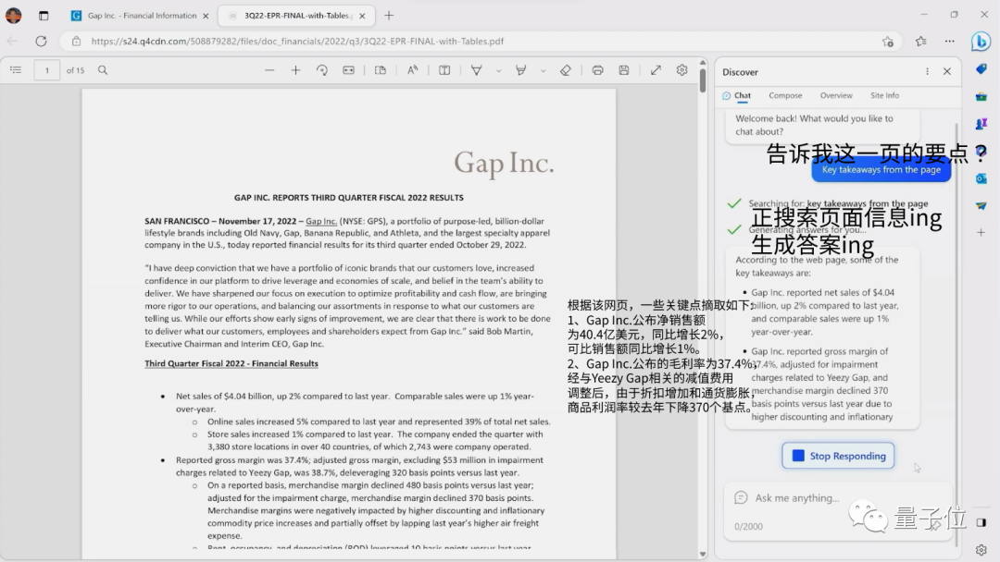 Gap Inc. - Financial Information
3Q22-EPR-FINAL-with-Tables.
https://s24.q4cdn.com/508879282/files/doc_financials/2022/q3/3Q22-EPR-FINAL-with-Tables.pdf
1 of 15
Gap Inc.
GAP INC. REPORTS THIRD QUARTER FISCAL 2022 RESULTS
SAN FRANCISCO – November 17, 2022 – Gap Inc. (NYSE: GPS), a portfolio of purpose-led, billion-dollar
lifestyle brands including Old Navy, Gap, Banana Republic, and Athleta, and the largest specialty apparel
company in the U.S., today reported financial results for its third quarter ended October 29, 2022.
“I have deep conviction that we have a portfolio of iconic brands that our customers love, increased
confidence in our platform to drive leverage and economies of scale, and belief in the team’s ability to
deliver. We have sharpened our focus on execution to optimize profitability and cash flow, are bringing
more rigor to our operations, and balancing our assortments in response to what our customers are
telling us. While our efforts show early signs of improvement, we are clear that there is work to be done
to deliver what our customers, employees and shareholders expect from Gap Inc.” said Bob Martin,
Executive Chairman and Interim CEO, Gap Inc.
Third Quarter Fiscal 2022 - Financial Results
• Net sales of $4.04 billion, up 2% compared to last year. Comparable sales were up 1% year-
over-year.
○ Online sales increased 5% compared to last year and represented 39% of total net sales.
○ Store sales increased 1% compared to last year. The company ended the quarter with
3,380 store locations in over 40 countries, of which 2,743 were company operated.
• Reported gross margin was 37.4%; adjusted gross margin, excluding $53 million in impairment
charges related to Yeezy Gap, was 38.7%, deleveraging 320 basis points versus last year.
○ On a reported basis, merchandise margin declined 480 basis points versus last year;
adjusted for the impairment charge, merchandise margin declined 370 basis points.
Merchandise margins were negatively impacted by higher discounting and inflationary
commodity price increases and partially offset by lapping last year’s higher air freight
expense.
○ Rent, occupancy, and depreciation (ROD) leveraged 10 basis points versus last year
根据该网页，一些关键点摘取如下：
1、Gap Inc.公布净销售额
为40.4亿美元，同比增长2%，
可比销售额同比增长1%。
2、Gap Inc.公布的毛利率为37.4%，
经与Yeezy Gap相关的减值费用
调整后，由于折扣增加和通货膨胀，
商品利润率较去年下降370个基点。
Discover
Chat Compose Overview Site Info
Welcome back! What would you like to
chat about?
告诉我这一页的要点？
Key takeaways from the page
Searching for: key takeaways from the page
正搜索页面信息ing
Generating answers for you...
生成答案ing
According to the web page, some of the
key takeaways are:
• Gap Inc. reported net sales of $4.04
billion, up 2% compared to last year,
and comparable sales were up 1%
year-over-year.
• Gap Inc. reported gross margin of
37.4%, adjusted for impairment
charges related to Yeezy Gap, and
merchandise margin declined 370
basis points versus last year due to
higher discounting and inflationary
Stop Responding
Ask me anything...
0/2000
量子位